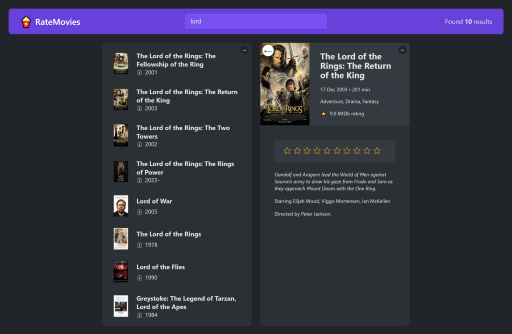 RateMovies
lord
Found 10 results
The Lord of the Rings: The
Fellowship of the Ring
2001
The Lord of the Rings: The Return
of the King
2003
The Lord of the Rings: The Two
Towers
2002
The Lord of the Rings: The Rings
of Power
2022–
Lord of War
2005
The Lord of the Rings
1978
Lord of the Flies
1990
Greystoke: The Legend of Tarzan,
Lord of the Apes
1984
The Lord of the
Rings: The Return
of the King
17 Dec 2003 • 201 min
Adventure, Drama, Fantasy
9.0 IMDb rating
Gandalf and Aragorn lead the World of Men against
Sauron's army to draw his gaze from Frodo and Sam as
they approach Mount Doom with the One Ring.
Starring Elijah Wood, Viggo Mortensen, Ian McKellen
Directed by Peter Jackson